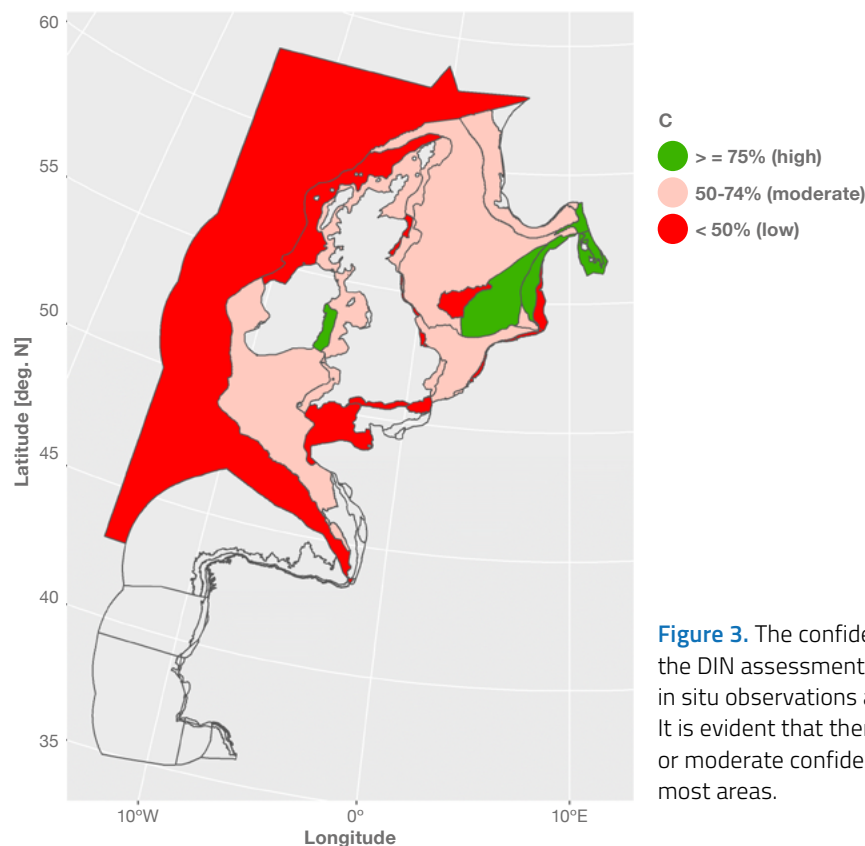 60
55
50
45
40
35
Latitude [deg. N]
10°W
0°
10°E
Longitude
C
> = 75% (high)
50-74% (moderate)
< 50% (low)
Figure 3. The confide
the DIN assessment
in situ observations a
It is evident that ther
or moderate confide
most areas.